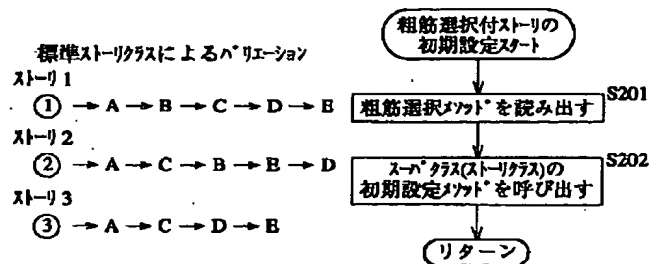 標準ストーリクラスによるバリエーション
ストーリ1
① → A → B → C → D → E
ストーリ2
② → A → C → B → E → D
ストーリ3
③ → A → C → D → E
粗筋選択付ストーリの
初期設定スタート
粗筋選択メソッドを読み出す
S201
スーパクラス(ストーリクラス)の
初期設定メソッドを呼び出す
S202
リターン